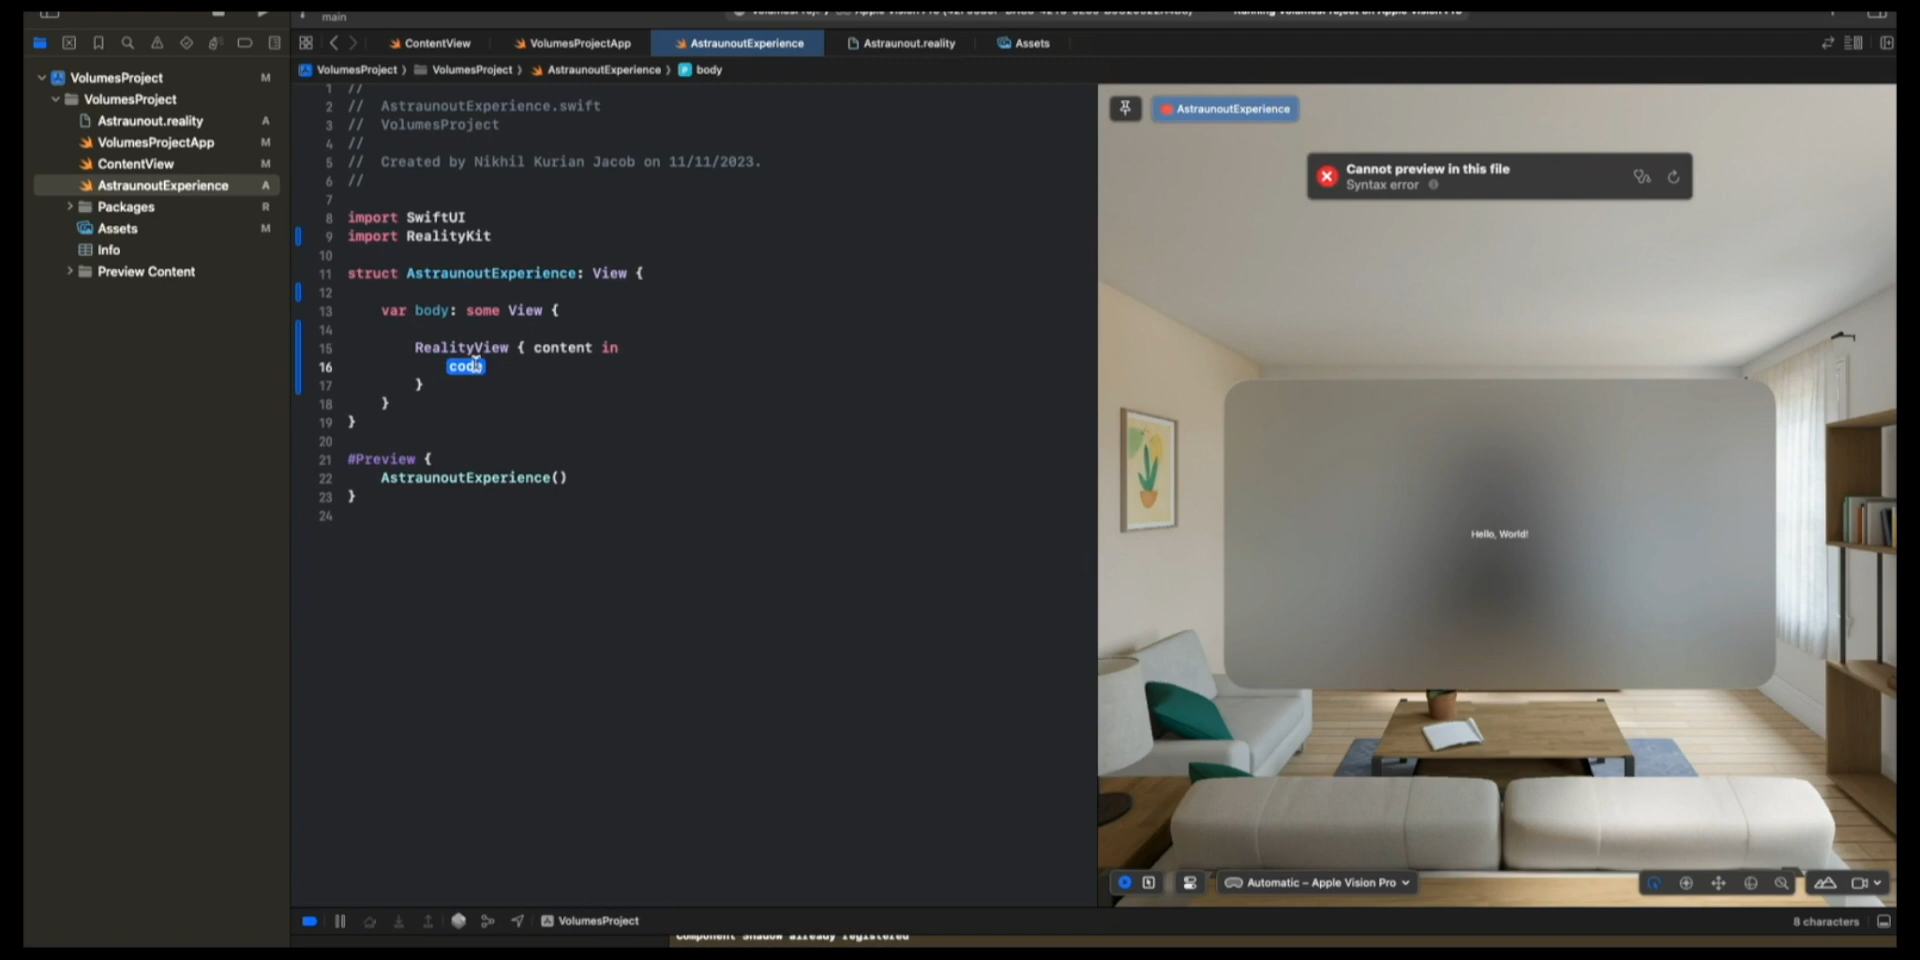 main
ContentView
VolumesProjectApp
AstraunoutExperience
Astraunout.reality
Assets
VolumesProject M
VolumesProject
Astraunout.reality A
VolumesProjectApp M
ContentView M
AstraunoutExperience A
Packages R
Assets M
Info
Preview Content
VolumesProject ⟩ VolumesProject ⟩ AstraunoutExperience ⟩ P body
1 //
2 // AstraunoutExperience.swift
3 // VolumesProject
4 //
5 // Created by Nikhil Kurian Jacob on 11/11/2023.
6 //
7
8 import SwiftUI
9 import RealityKit
10
11 struct AstraunoutExperience: View {
12
13 var body: some View {
14
15 RealityView { content in
16 code
17 }
18 }
19 }
20
21 #Preview {
22 AstraunoutExperience()
23 }
24
AstraunoutExperience
Cannot preview in this file
Syntax error
Hello, World!
Automatic – Apple Vision Pro
VolumesProject
8 characters
Component Shadow already registered